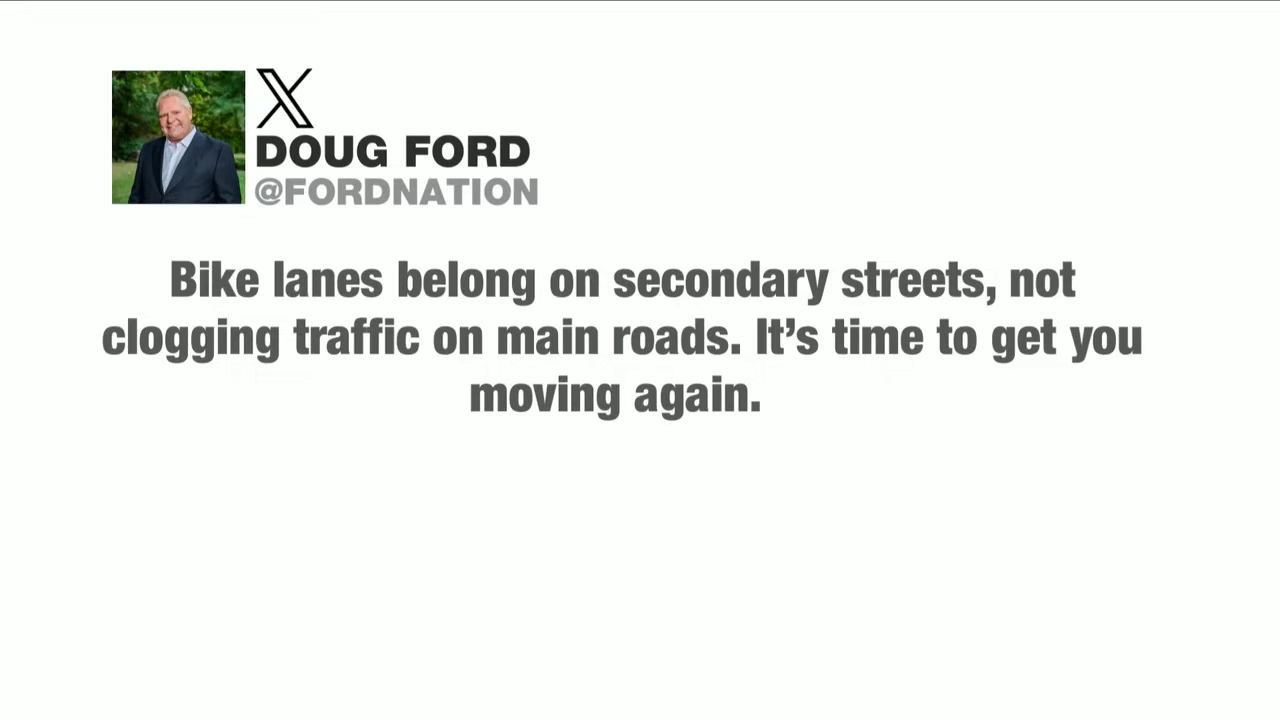 X
DOUG FORD
@FORDNATION
Bike lanes belong on secondary streets, not
clogging traffic on main roads. It’s time to get you
moving again.